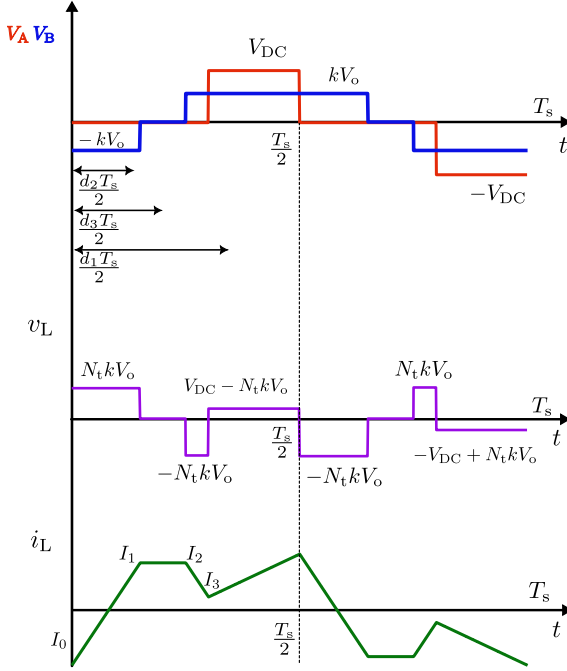 V_A V_B
V_DC
kV_o
T_s
-kV_o
T_s/2
t
d_2T_s/2
-V_DC
d_3T_s/2
d_1T_s/2
v_L
N_tkV_o
V_DC - N_tkV_o
N_tkV_o
T_s
T_s/2
t
-N_tkV_o
-N_tkV_o
-V_DC + N_tkV_o
i_L
I_1
I_2
I_3
T_s
I_0
T_s/2
t